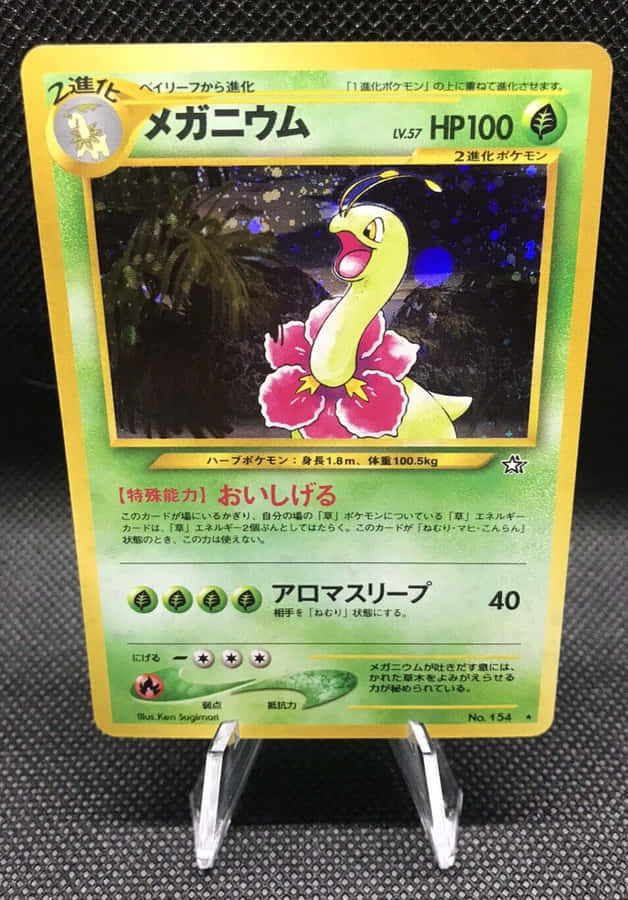 2進化
ベイリーフから進化
「1進化ポケモン」の上に重ねて進化させます。
メガニウム LV.57 HP100
2進化ポケモン
ハーブポケモン：身長1.8m、体重100.5kg
【特殊能力】おいしげる
このカードが場にいるかぎり、自分の場の「草」ポケモンについている「草」エネルギー
カードは、「草」エネルギー2個ぶんとしてはたらく。このカードが「ねむり・マヒ・こんらん」
状態のとき、この力は使えない。
アロマスリープ 40
相手を「ねむり」状態にする。
にげる
弱点 抵抗力
メガニウムが吐きだす息には、
かれた草木をよみがえらせる
力が秘められている。
Illus.Ken Sugimori
No. 154 ★